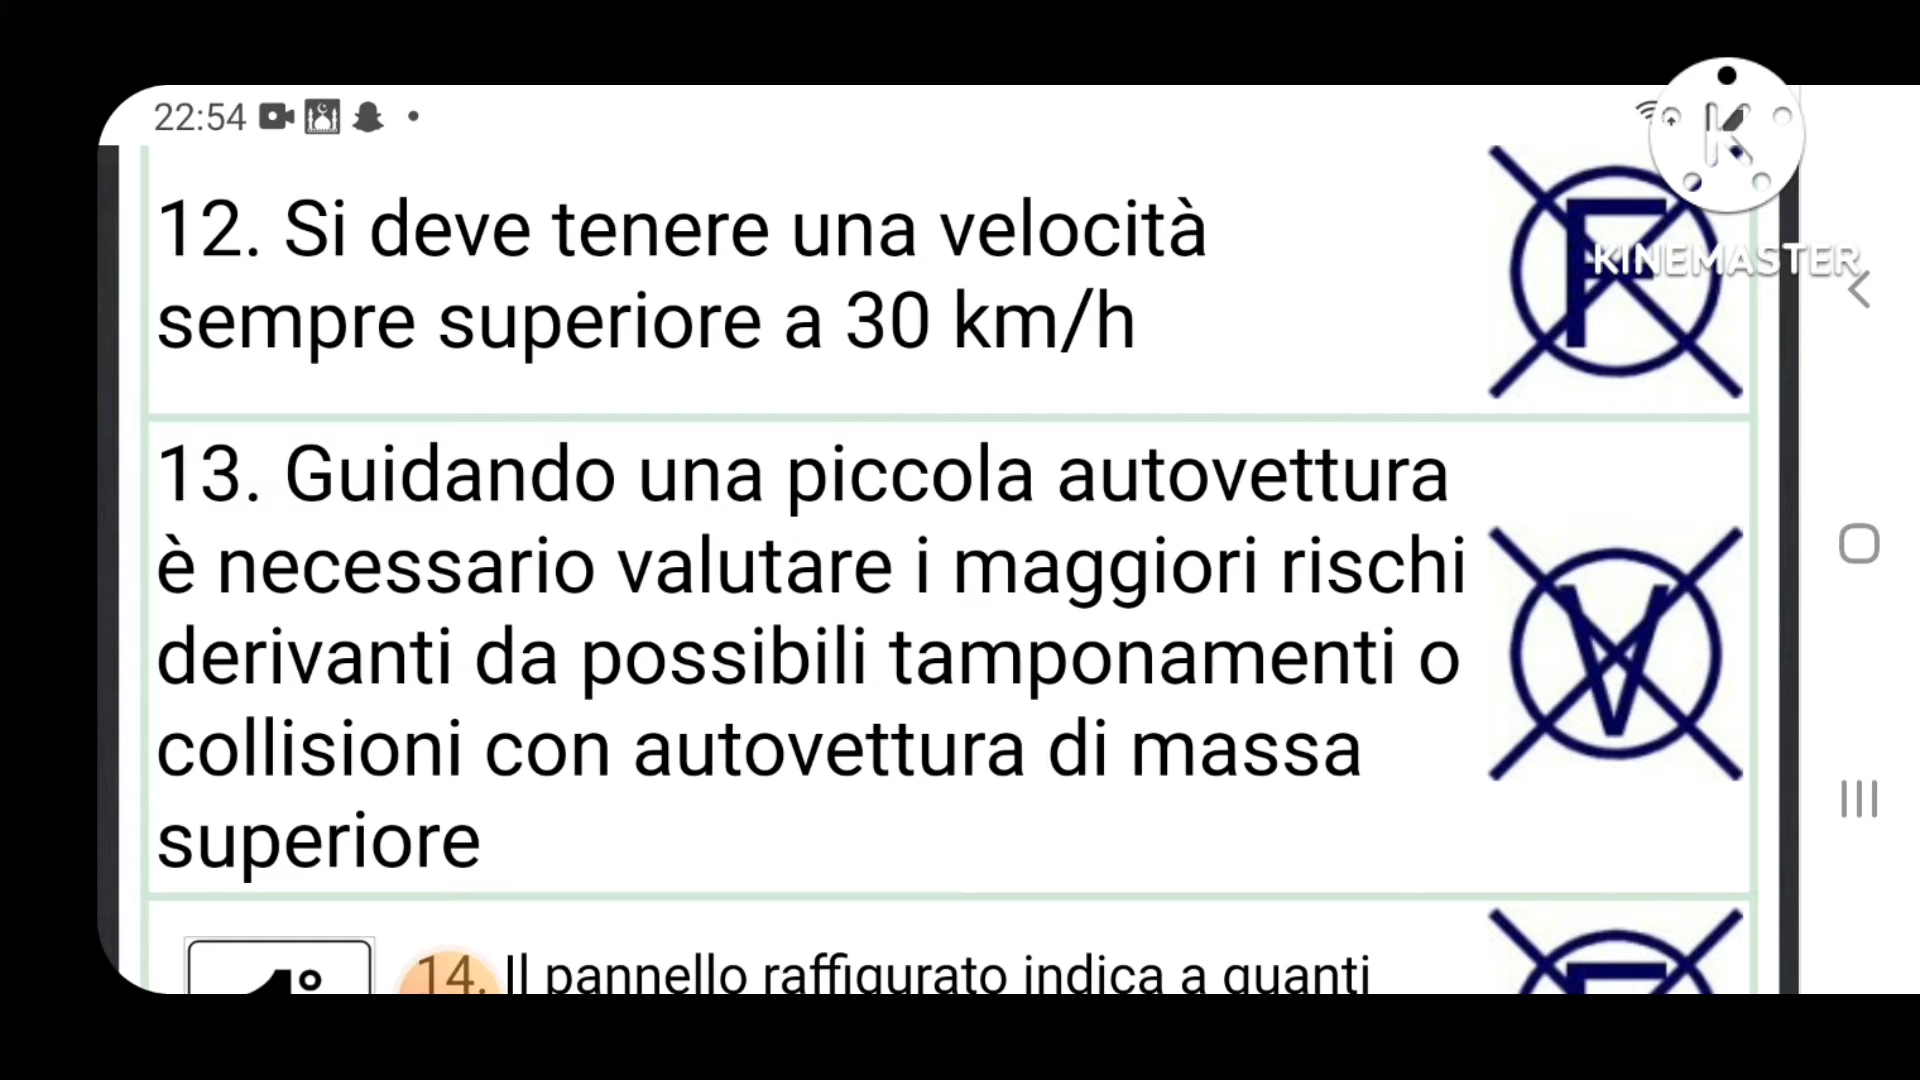 22:54
12. Si deve tenere una velocità
sempre superiore a 30 km/h
F
KINEMASTER
13. Guidando una piccola autovettura
è necessario valutare i maggiori rischi
derivanti da possibili tamponamenti o
collisioni con autovettura di massa
superiore
V
1°
14. Il pannello raffigurato indica a quanti
F